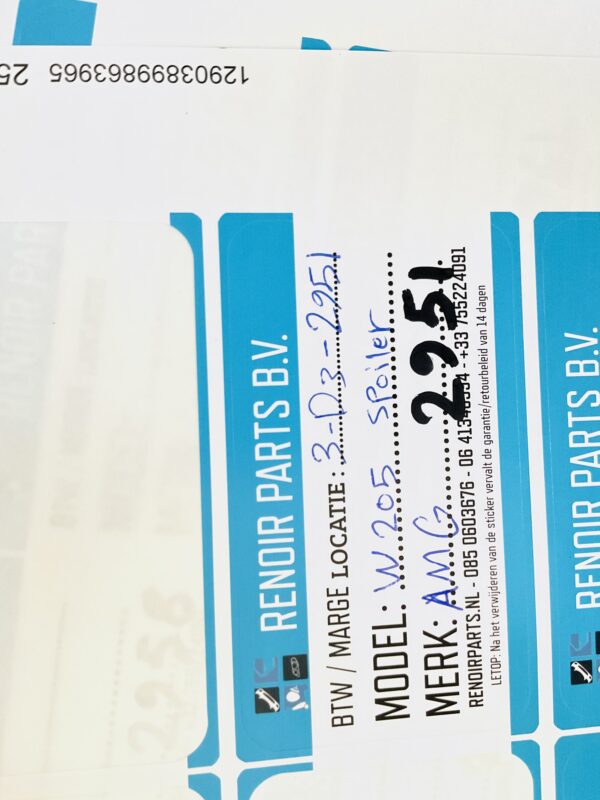 12903899863965 25
RENOIR PARTS B.V.
BTW / MARGE LOCATIE: 3-D3-2951
MODEL: W205 SPoiler
MERK: AMG 2951
RENOIRPARTS.NL - 085 0603676 - 06 - +33 755224091
LETOP: Na het verwijderen van de sticker vervalt de garantie/retourbeleid van 14 dagen
RENOIR PARTS B.V.